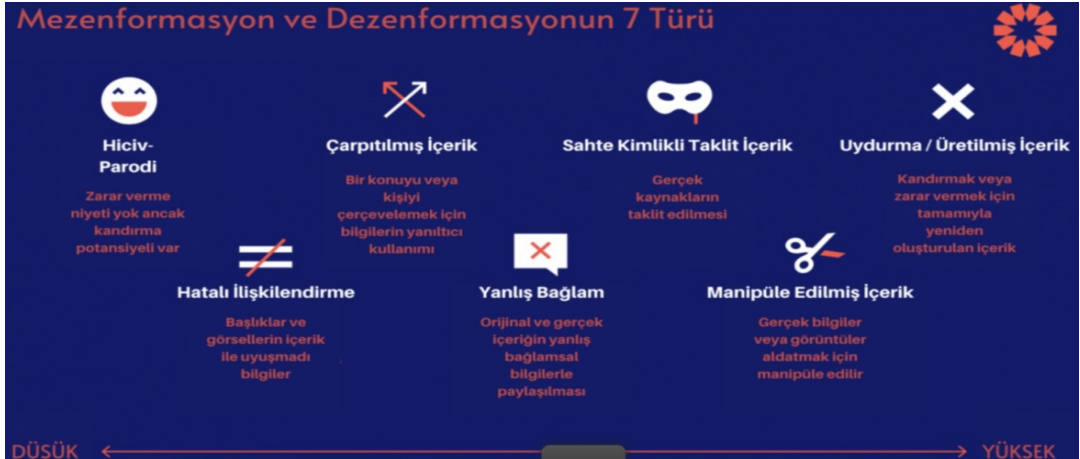 Mezenformasyon ve Dezenformasyonun 7 Türü
Hiciv-
Parodi
Zarar verme
niyeti yok ancak
kandırma
potansiyeli var
Hatalı İlişkilendirme
Başlıklar ve
görsellerin içerik
ile uyuşmadı
bilgiler
Çarpıtılmış İçerik
Bir konuyu veya
kişiyi
çerçevelemek için
bilgilerin yanıltıcı
kullanımı
Yanlış Bağlam
Orijinal ve gerçek
içeriğin yanlış
bağlamsal
bilgilerle
paylaşılması
Sahte Kimlikli Taklit İçerik
Gerçek
kaynakların
taklit edilmesi
Manipüle Edilmiş İçerik
Gerçek bilgiler
veya görüntüler
aldatmak için
manipüle edilir
Uydurma / Üretilmiş İçerik
Kandırmak veya
zarar vermek için
tamamıyla
yeniden
oluşturulan içerik
DÜŞÜK
YÜKSEK